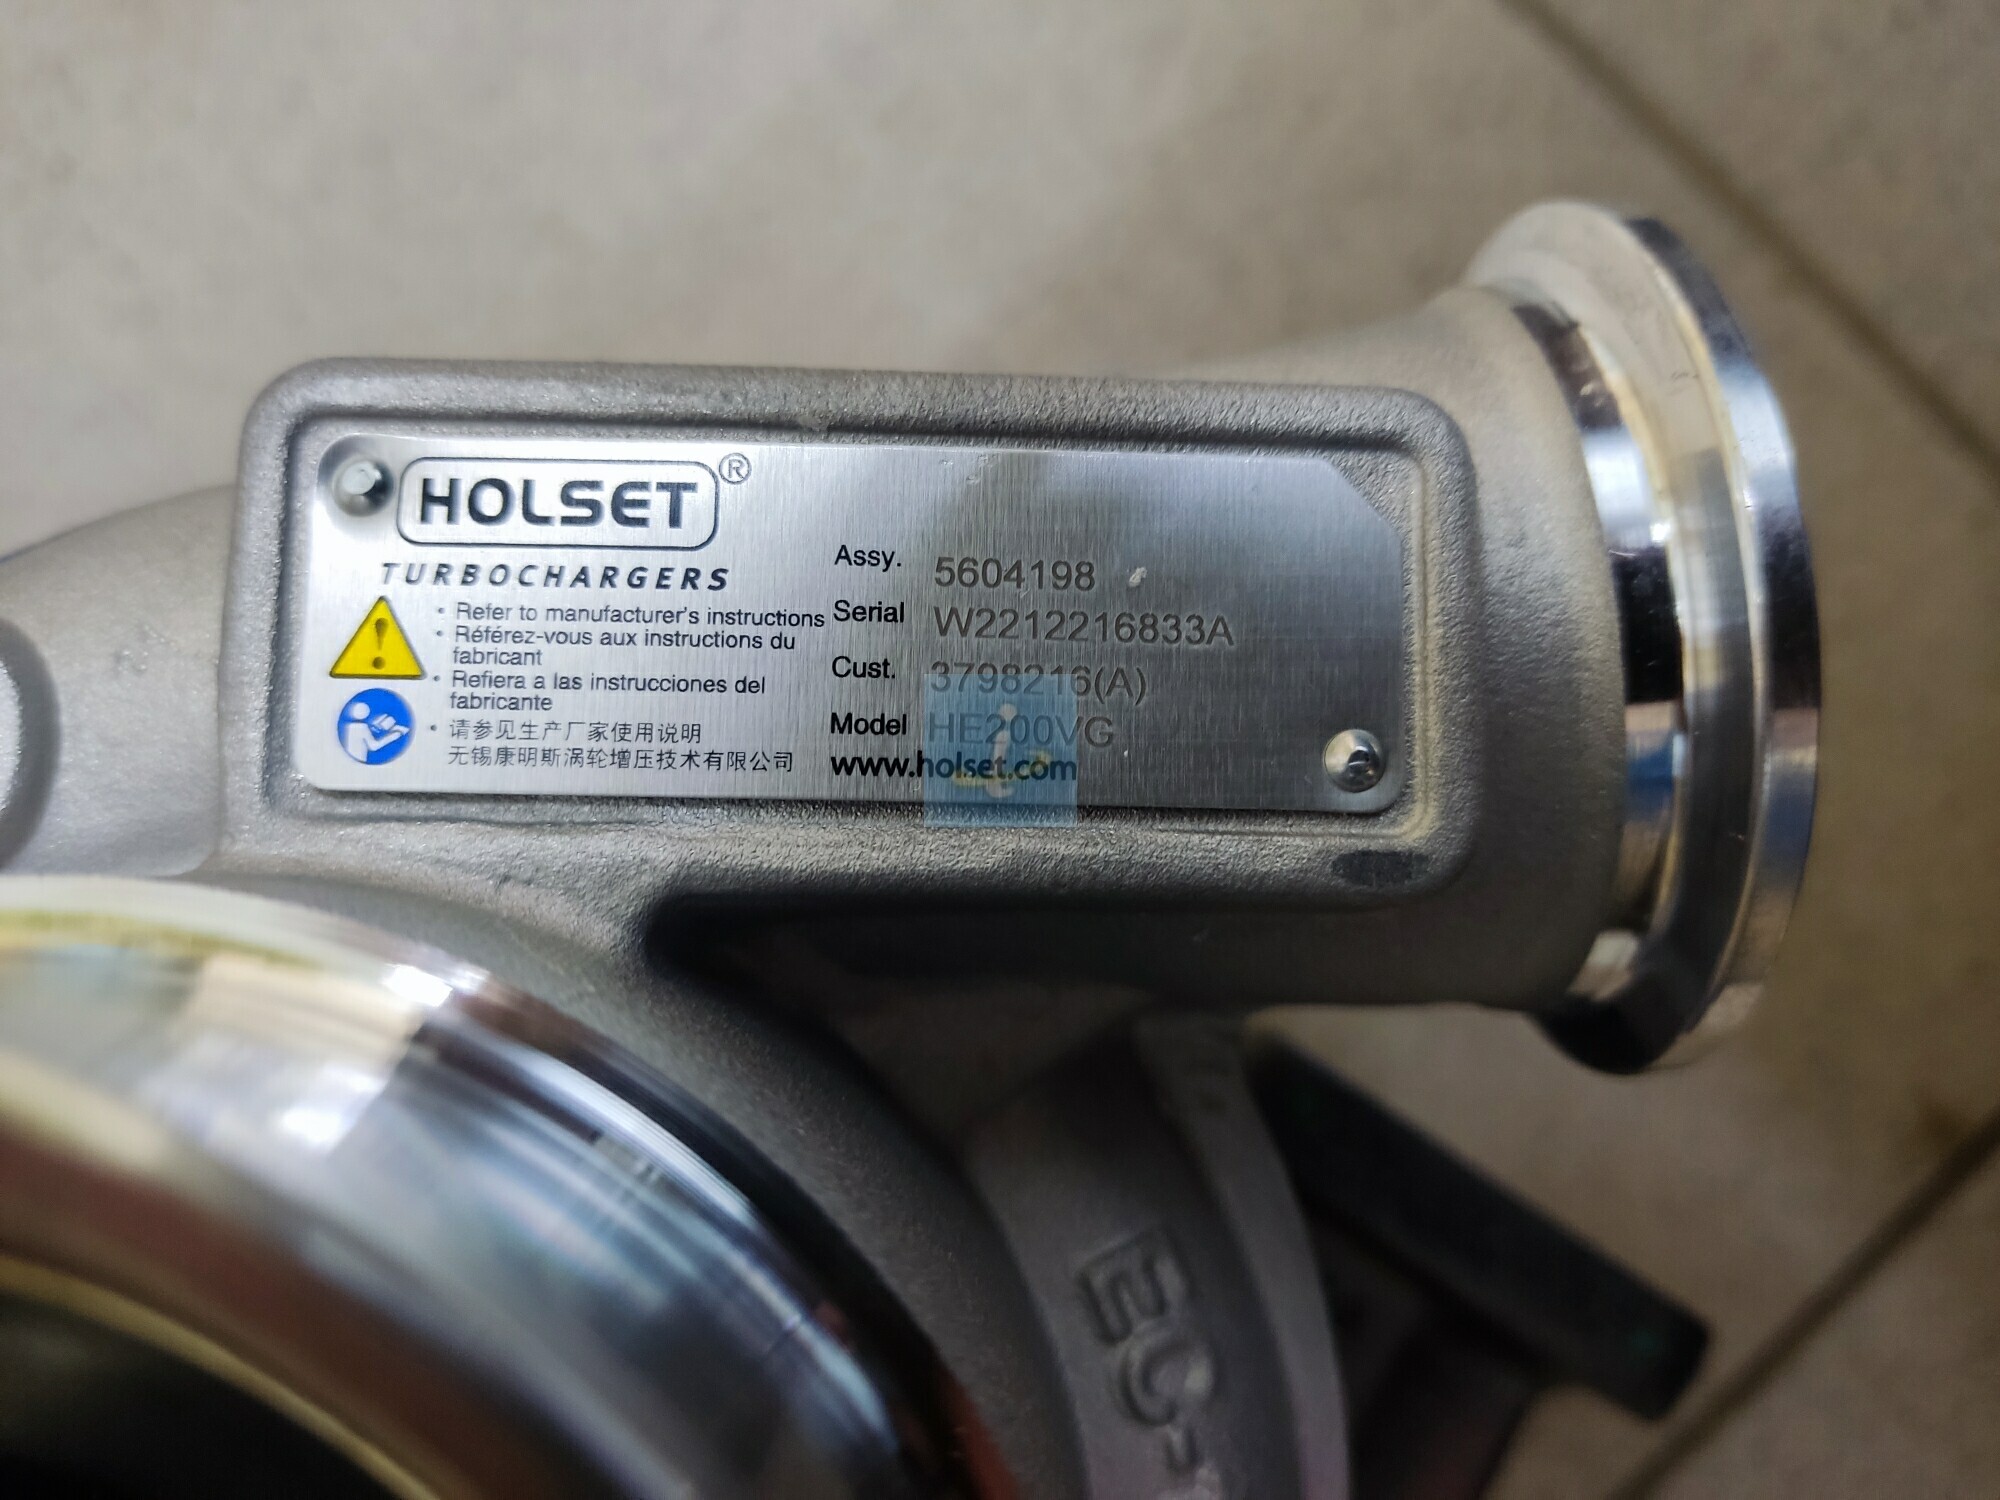 HOLSET®
TURBOCHARGERS
• Refer to manufacturer's instructions
• Référez-vous aux instructions du
fabricant
• Refiera a las instrucciones del
fabricante
• 请参见生产厂家使用说明
无锡康明斯涡轮增压技术有限公司
Assy. 5604198
Serial W2212216833A
Cust. 3798216(A)
Model HE200VG
www.holset.com
EC-